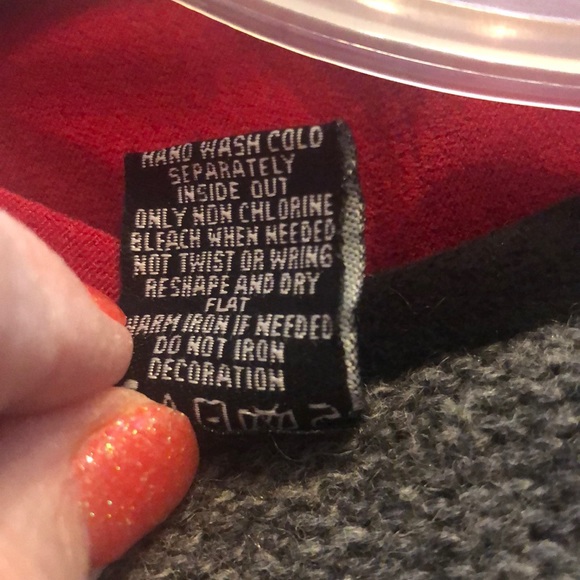 HAND WASH COLD
SEPARATELY
INSIDE OUT
ONLY NON CHLORINE
BLEACH WHEN NEEDED
NOT TWIST OR WRING
RESHAPE AND DRY
FLAT
WARM IRON IF NEEDED
DO NOT IRON
DECORATION